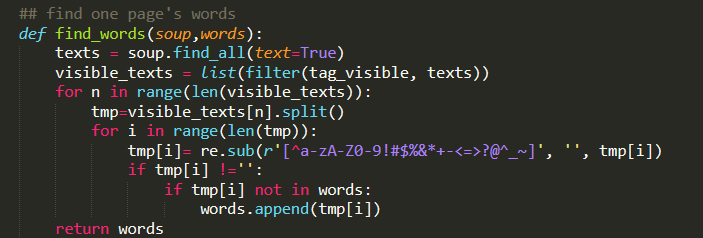 ## find one page's words
def find_words(soup,words):
    texts = soup.find_all(text=True)
    visible_texts = list(filter(tag_visible, texts))
    for n in range(len(visible_texts)):
        tmp=visible_texts[n].split()
        for i in range(len(tmp)):
            tmp[i]= re.sub(r'[^a-zA-Z0-9!#$%&*+-<=>?@^_~]', '', tmp[i])
            if tmp[i] !='':
                if tmp[i] not in words:
                    words.append(tmp[i])
    return words